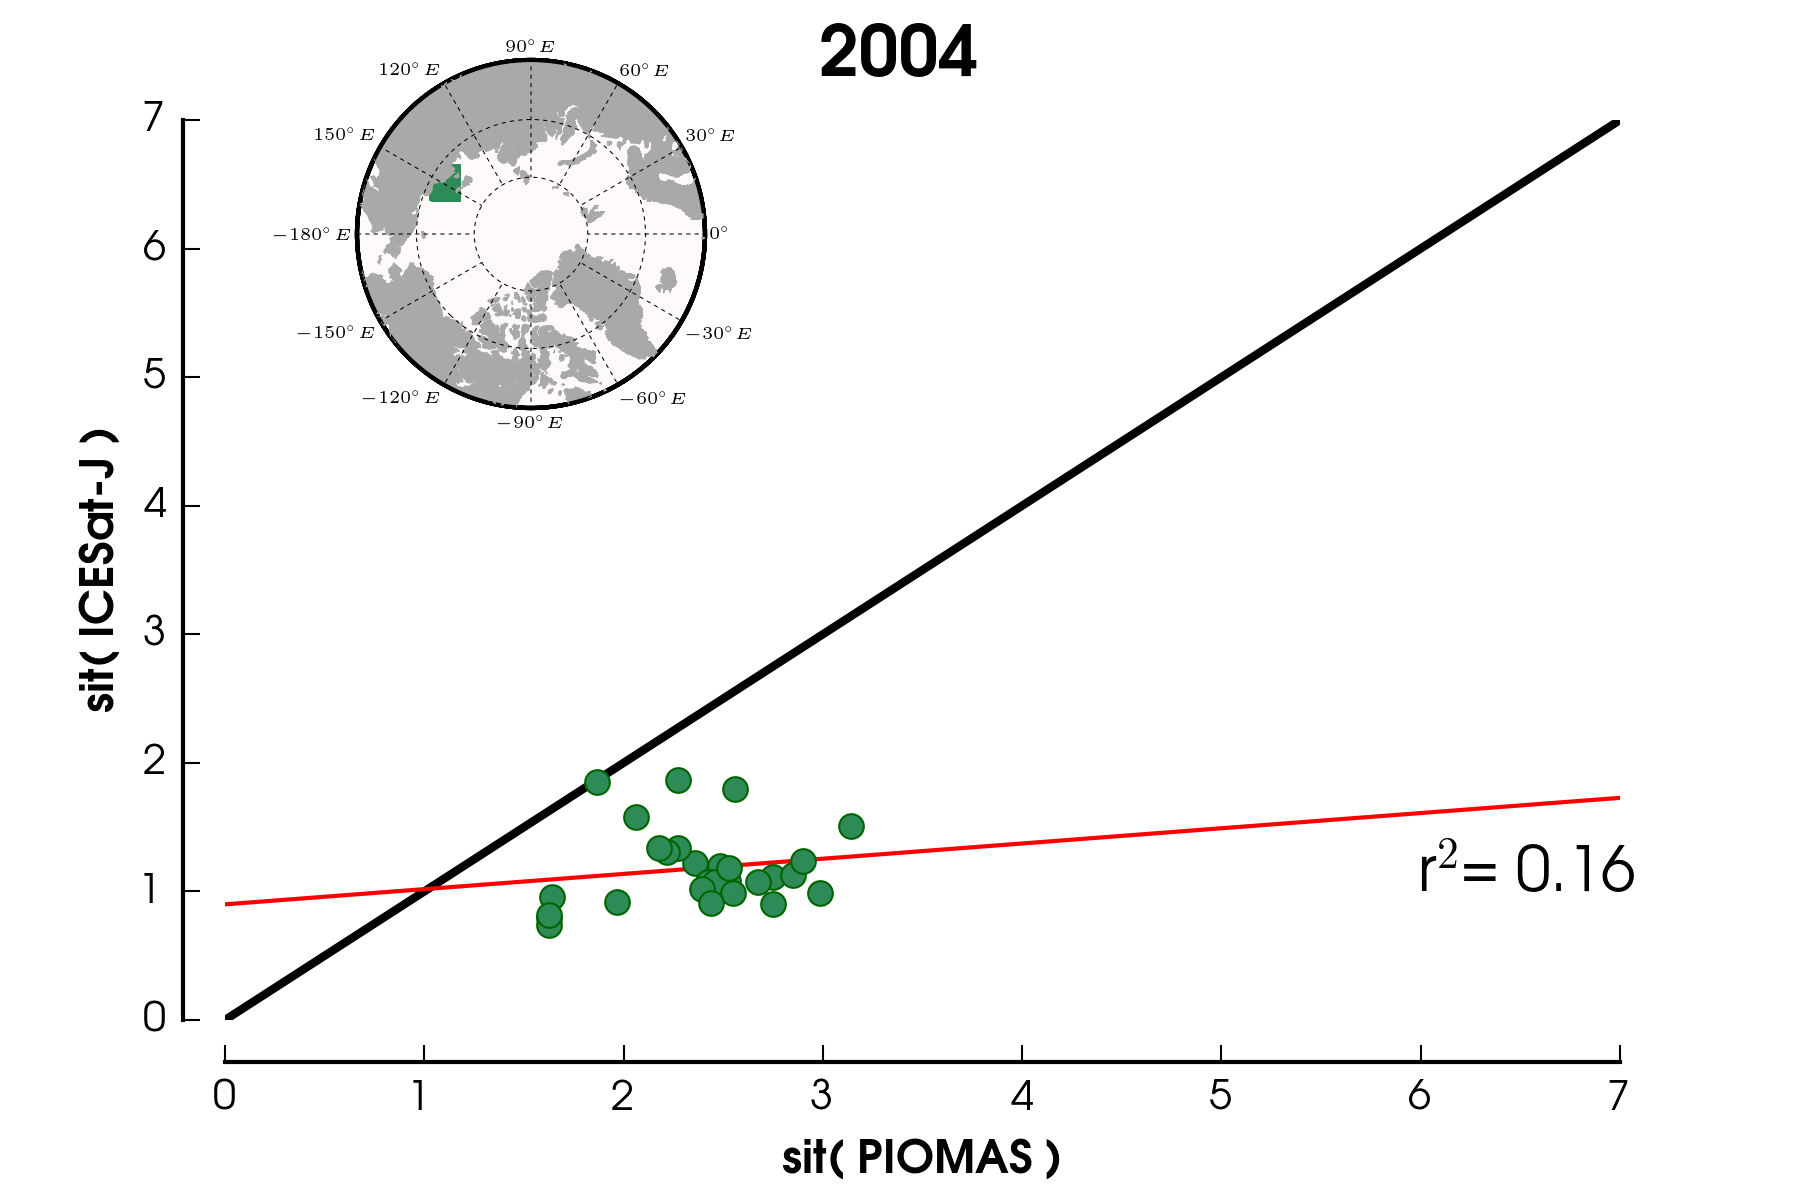 2004
90° E
120° E
60° E
150° E
30° E
−180° E
0°
−150° E
−30° E
−120° E
−60° E
−90° E
7
6
5
4
3
2
1
0
sit( ICESat-J )
r²= 0.16
0 1 2 3 4 5 6 7
sit( PIOMAS )